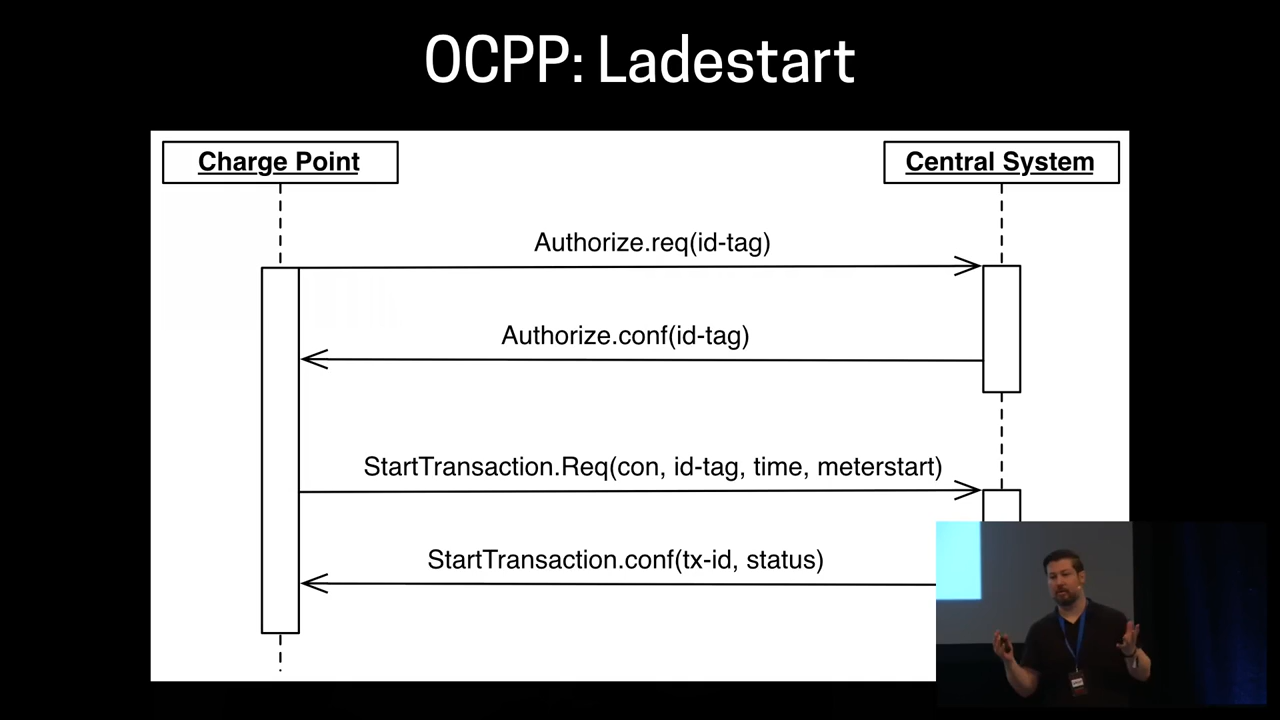 OCPP: Ladestart
Charge Point
Central System
Authorize.req(id-tag)
Authorize.conf(id-tag)
StartTransaction.Req(con, id-tag, time, meterstart)
StartTransaction.conf(tx-id, status)